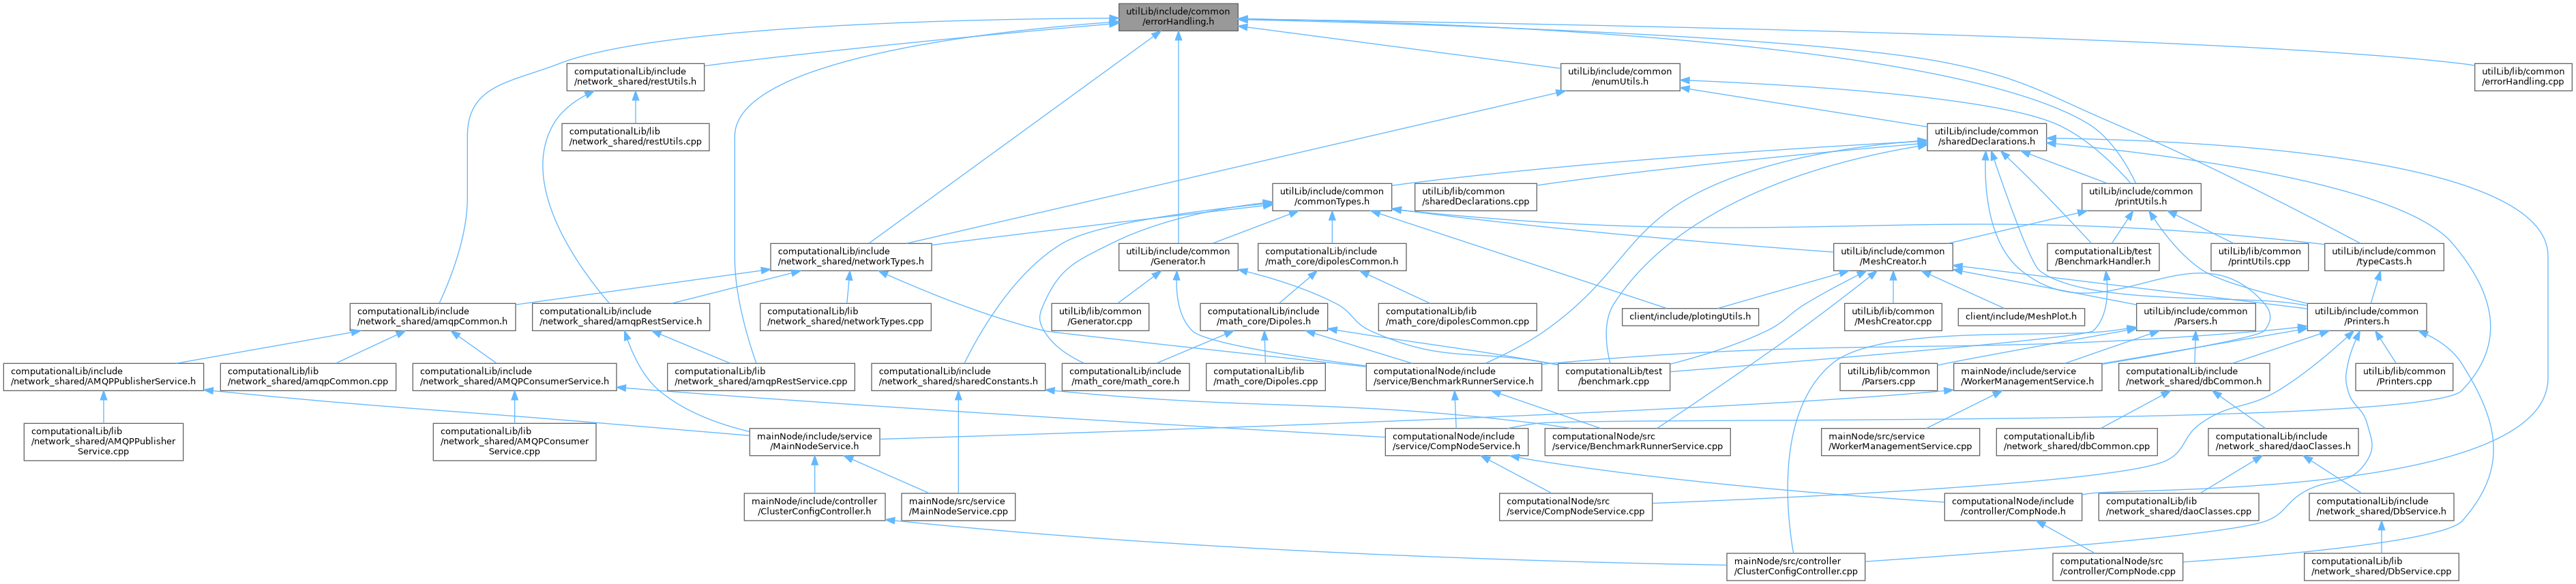 utilLib/include/common
/errorHandling.h
computationalLib/include
/network_shared/restUtils.h
utilLib/include/common
/enumUtils.h
utilLib/lib/common
/errorHandling.cpp
computationalLib/lib
/network_shared/restUtils.cpp
utilLib/include/common
/sharedDeclarations.h
utilLib/include/common
/commonTypes.h
utilLib/lib/common
/sharedDeclarations.cpp
utilLib/include/common
/printUtils.h
computationalLib/include
/network_shared/networkTypes.h
utilLib/include/common
/Generator.h
computationalLib/include
/math_core/dipolesCommon.h
utilLib/include/common
/MeshCreator.h
computationalLib/test
/BenchmarkHandler.h
utilLib/lib/common
/printUtils.cpp
utilLib/include/common
/typeCasts.h
computationalLib/include
/network_shared/amqpCommon.h
computationalLib/include
/network_shared/amqpRestService.h
computationalLib/lib
/network_shared/networkTypes.cpp
utilLib/lib/common
/Generator.cpp
computationalLib/include
/math_core/Dipoles.h
computationalLib/lib
/math_core/dipolesCommon.cpp
client/include/plotingUtils.h
utilLib/lib/common
/MeshCreator.cpp
client/include/MeshPlot.h
utilLib/include/common
/Parsers.h
utilLib/include/common
/Printers.h
computationalLib/include
/network_shared/AMQPPublisherService.h
computationalLib/lib
/network_shared/amqpCommon.cpp
computationalLib/include
/network_shared/AMQPConsumerService.h
computationalLib/lib
/network_shared/amqpRestService.cpp
computationalLib/include
/network_shared/sharedConstants.h
computationalLib/include
/math_core/math_core.h
computationalLib/lib
/math_core/Dipoles.cpp
computationalNode/include
/service/BenchmarkRunnerService.h
computationalLib/test
/benchmark.cpp
utilLib/lib/common
/Parsers.cpp
mainNode/include/service
/WorkerManagementService.h
computationalLib/include
/network_shared/dbCommon.h
utilLib/lib/common
/Printers.cpp
computationalLib/lib
/network_shared/AMQPPublisher
Service.cpp
computationalLib/lib
/network_shared/AMQPConsumer
Service.cpp
mainNode/include/service
/MainNodeService.h
computationalNode/include
/service/CompNodeService.h
computationalNode/src
/service/BenchmarkRunnerService.cpp
mainNode/src/service
/WorkerManagementService.cpp
computationalLib/lib
/network_shared/dbCommon.cpp
computationalLib/include
/network_shared/daoClasses.h
mainNode/include/controller
/ClusterConfigController.h
mainNode/src/service
/MainNodeService.cpp
computationalNode/src
/service/CompNodeService.cpp
computationalNode/include
/controller/CompNode.h
computationalLib/lib
/network_shared/daoClasses.cpp
computationalLib/include
/network_shared/DbService.h
mainNode/src/controller
/ClusterConfigController.cpp
computationalNode/src
/controller/CompNode.cpp
computationalLib/lib
/network_shared/DbService.cpp